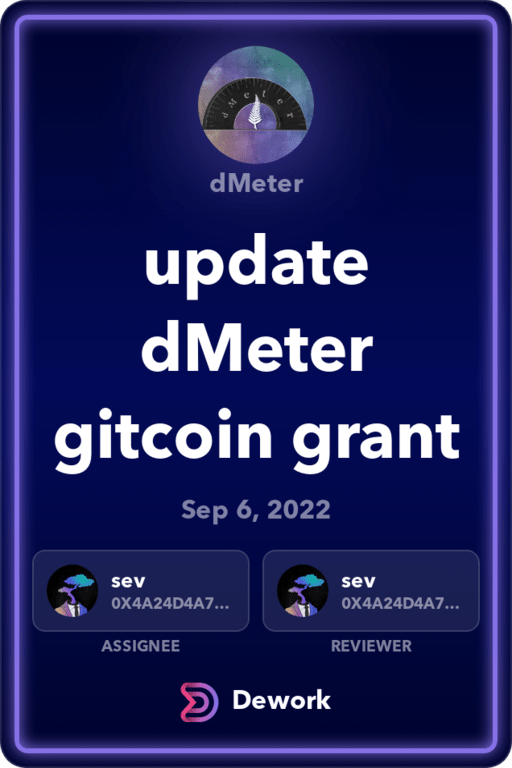 dMeter
dMeter
update
dMeter
gitcoin grant
Sep 6, 2022
sev
0X4A24D4A7...
sev
0X4A24D4A7...
ASSIGNEE
REVIEWER
Dework